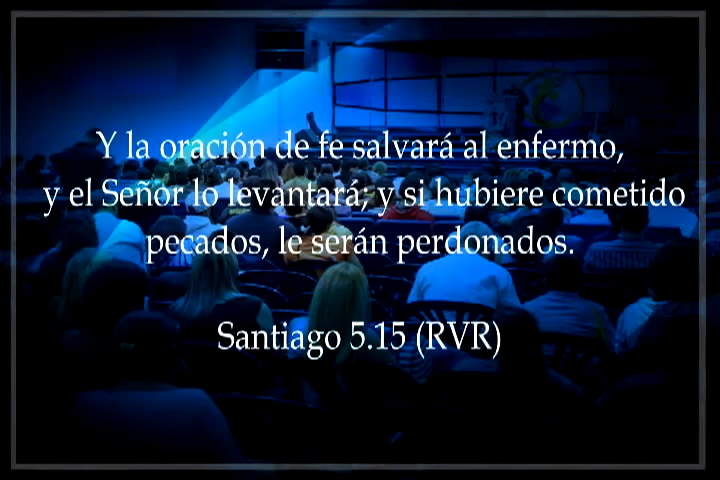 Y la oración de fe salvará al enfermo,
y el Señor lo levantará; y si hubiere cometido
pecados, le serán perdonados.
Santiago 5.15 (RVR)